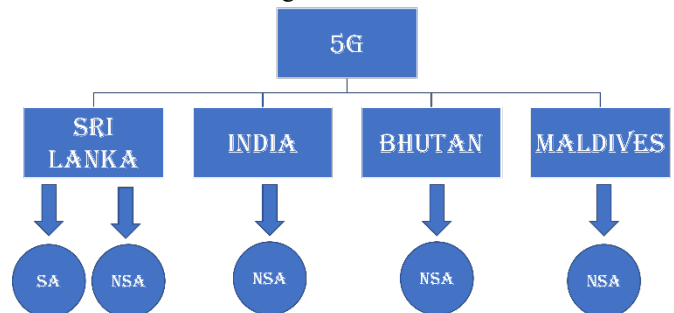 5G
SRI
LANKA
INDIA
BHUTAN
MALDIVES
SA
NSA
NSA
NSA
NSA